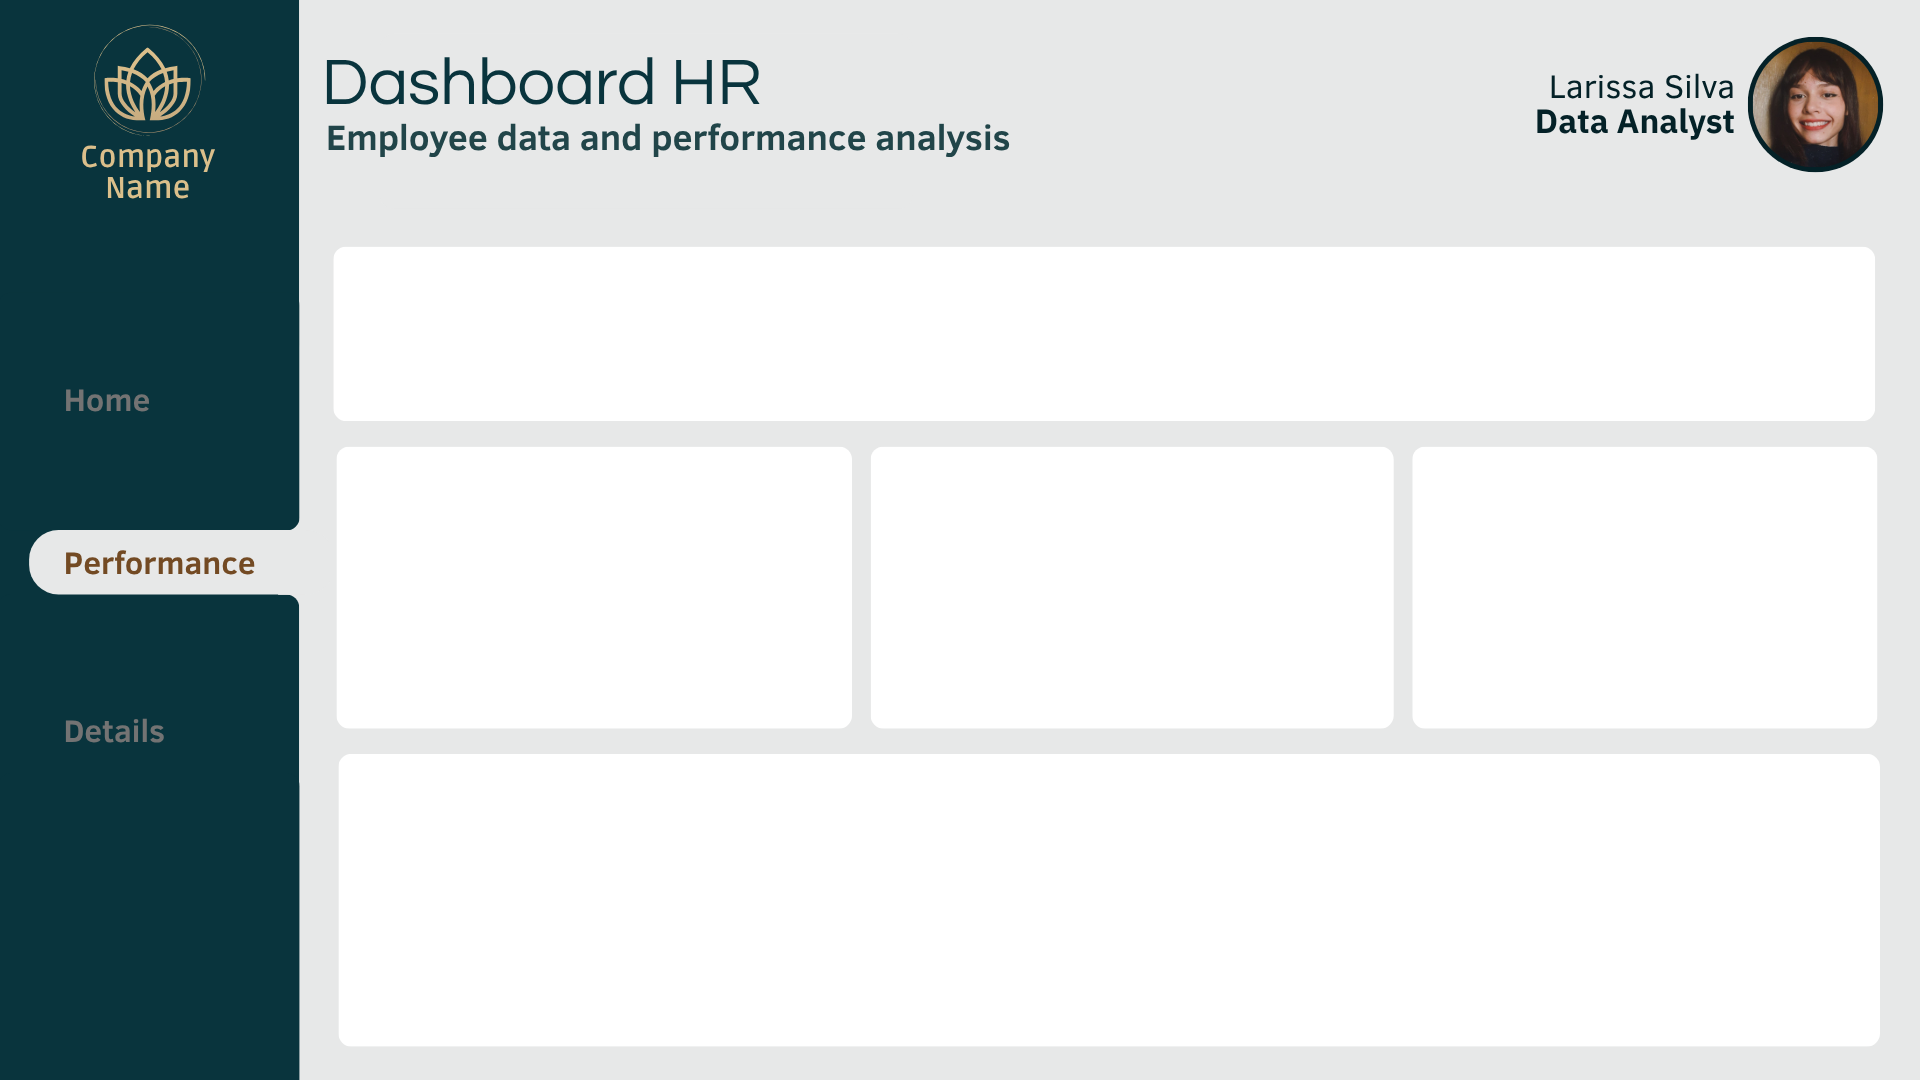 Company
Name
Dashboard HR
Employee data and performance analysis
Larissa Silva
Data Analyst
Home
Performance
Details